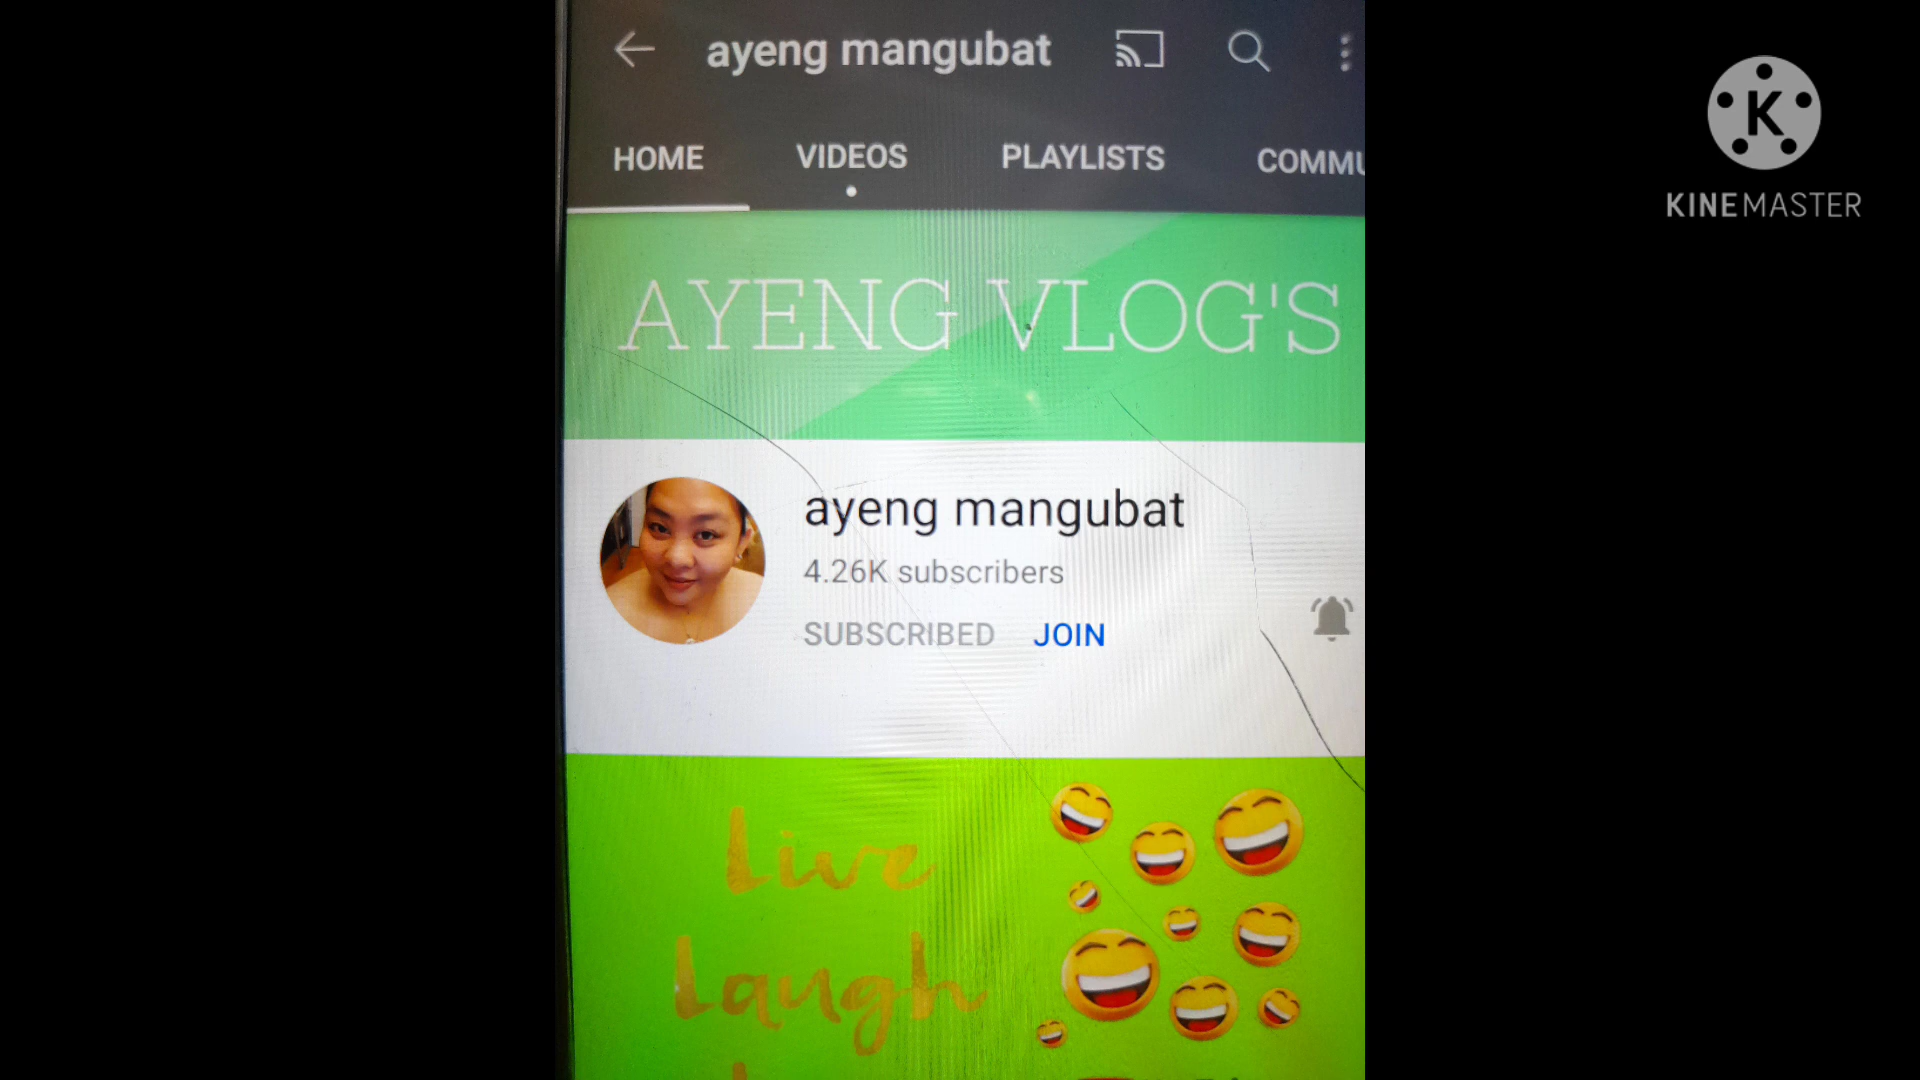 ayeng mangubat
HOME VIDEOS PLAYLISTS COMMU
AYENG VLOG'S
ayeng mangubat
4.26K subscribers
SUBSCRIBED JOIN
Live
Laugh
K
KINEMASTER